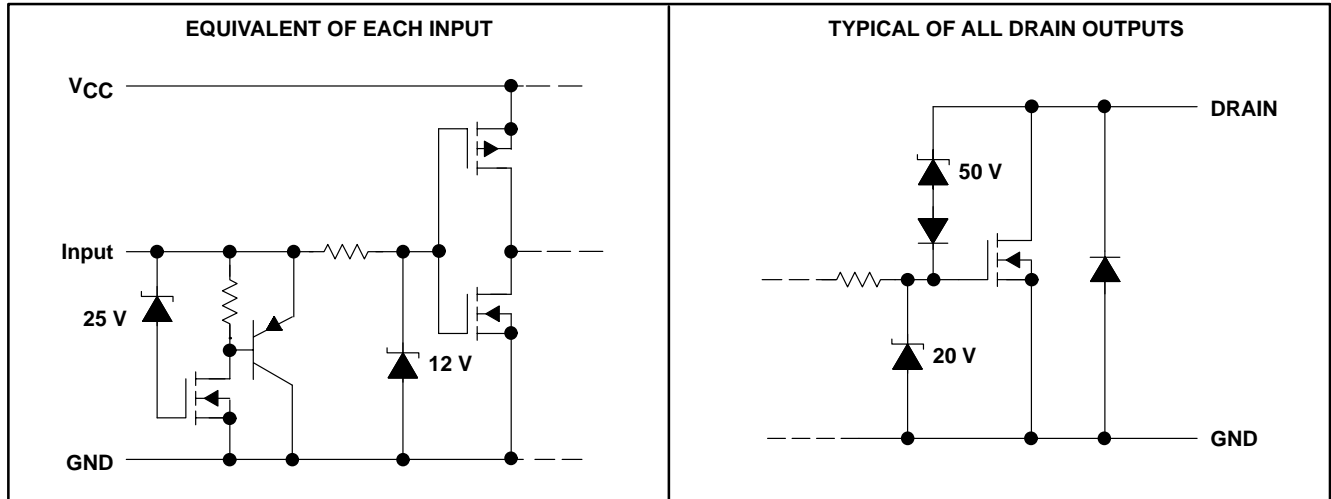 EQUIVALENT OF EACH INPUT
VCC
Input
25 V
12 V
GND
TYPICAL OF ALL DRAIN OUTPUTS
DRAIN
50 V
20 V
GND